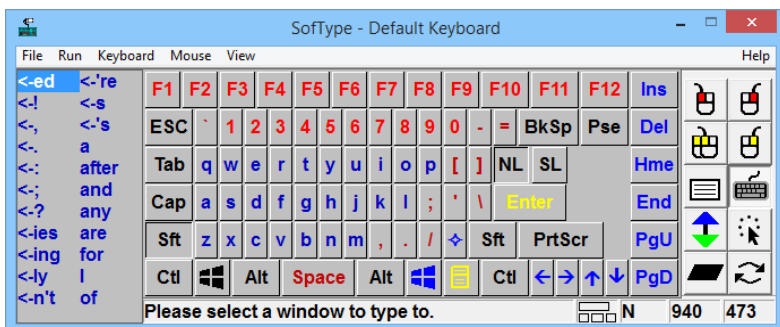 SofType - Default Keyboard
File Run Keyboard Mouse View Help
<-ed <-'re
<-! <-s
<-, <-'s
<-. a
<-: after
<-; and
<-? any
<-ies are
<-ing for
<-ly I
<-n't of
F1 F2 F3 F4 F5 F6 F7 F8 F9 F10 F11 F12 Ins
ESC ` 1 2 3 4 5 6 7 8 9 0 - = BkSp Pse Del
Tab q w e r t y u i o p [ ] NL SL Hme
Cap a s d f g h j k l ; ' \ Enter End
Sft z x c v b n m , . / Sft PrtScr PgU
Ctl Alt Space Alt Ctl PgD
Please select a window to type to. N 940 473